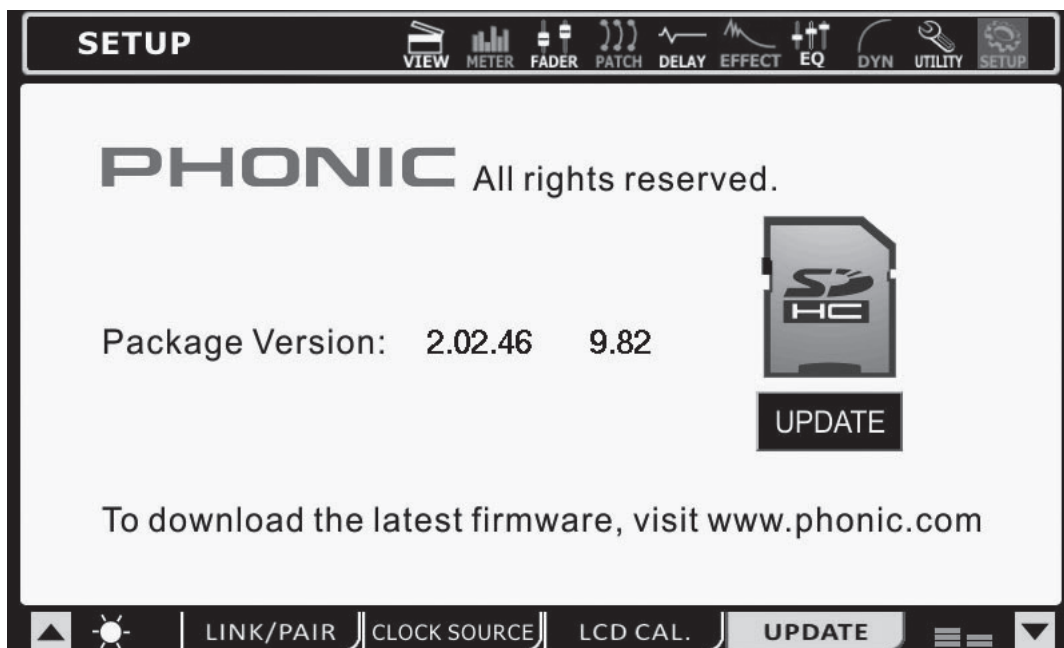 SETUP
VIEW METER FADER PATCH DELAY EFFECT EQ DYN UTILITY SETUP
PHONIC All rights reserved.
SD
HC
Package Version: 2.02.46 9.82
UPDATE
To download the latest firmware, visit www.phonic.com
LINK/PAIR CLOCK SOURCE LCD CAL. UPDATE